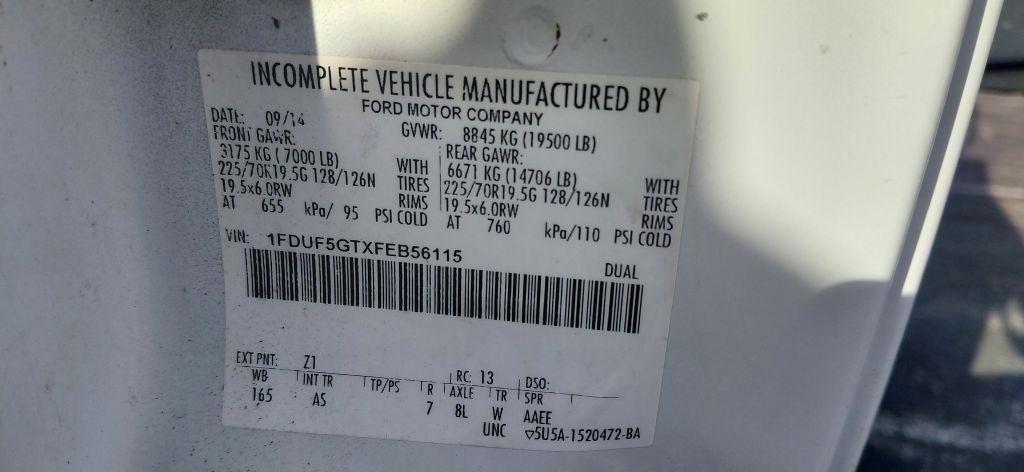 INCOMPLETE VEHICLE MANUFACTURED BY
FORD MOTOR COMPANY
DATE: 09/14 GVWR: 8845 KG (19500 LB)
FRONT GAWR: REAR GAWR:
3175 KG ( 7000 LB) WITH 6671 KG (14706 LB) WITH
225/70R19.5G 128/126N TIRES 225/70R19.5G 128/126N TIRES
19.5x6.0RW RIMS 19.5x6.0RW RIMS
AT 655 kPa/ 95 PSI COLD AT 760 kPa/110 PSI COLD
VIN: 1FDUF5GTXFEB56115 DUAL
EXT PNT: Z1 RC: 13 DSO:
WB INT TR TP/PS R AXLE TR SPR
165 AS 7 8L W AAEE
UNC ▽5U5A-1520472-BA